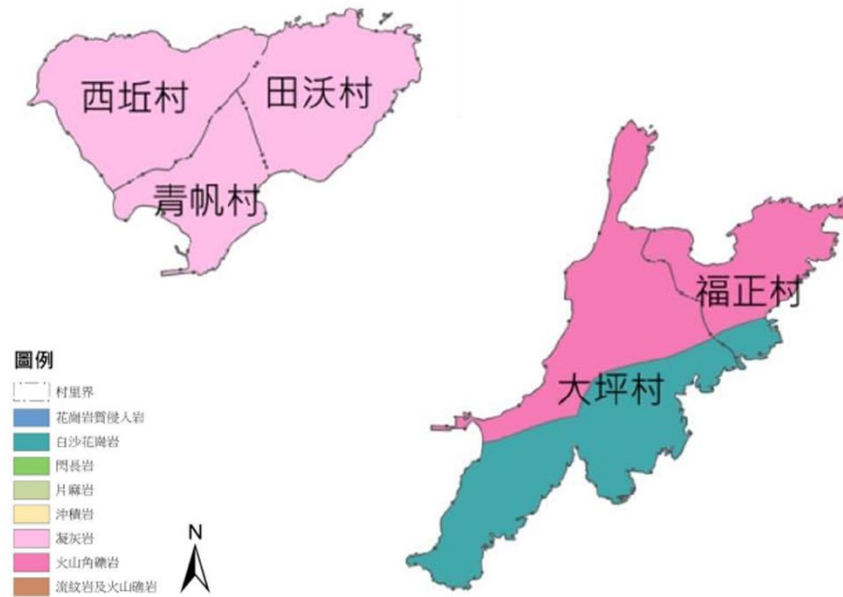 西坵村
田沃村
青帆村
福正村
大坪村
圖例
村里界
花崗岩質侵入岩
白沙花崗岩
閃長岩
片麻岩
沖積岩
凝灰岩
火山角礫岩
流紋岩及火山礁岩
N